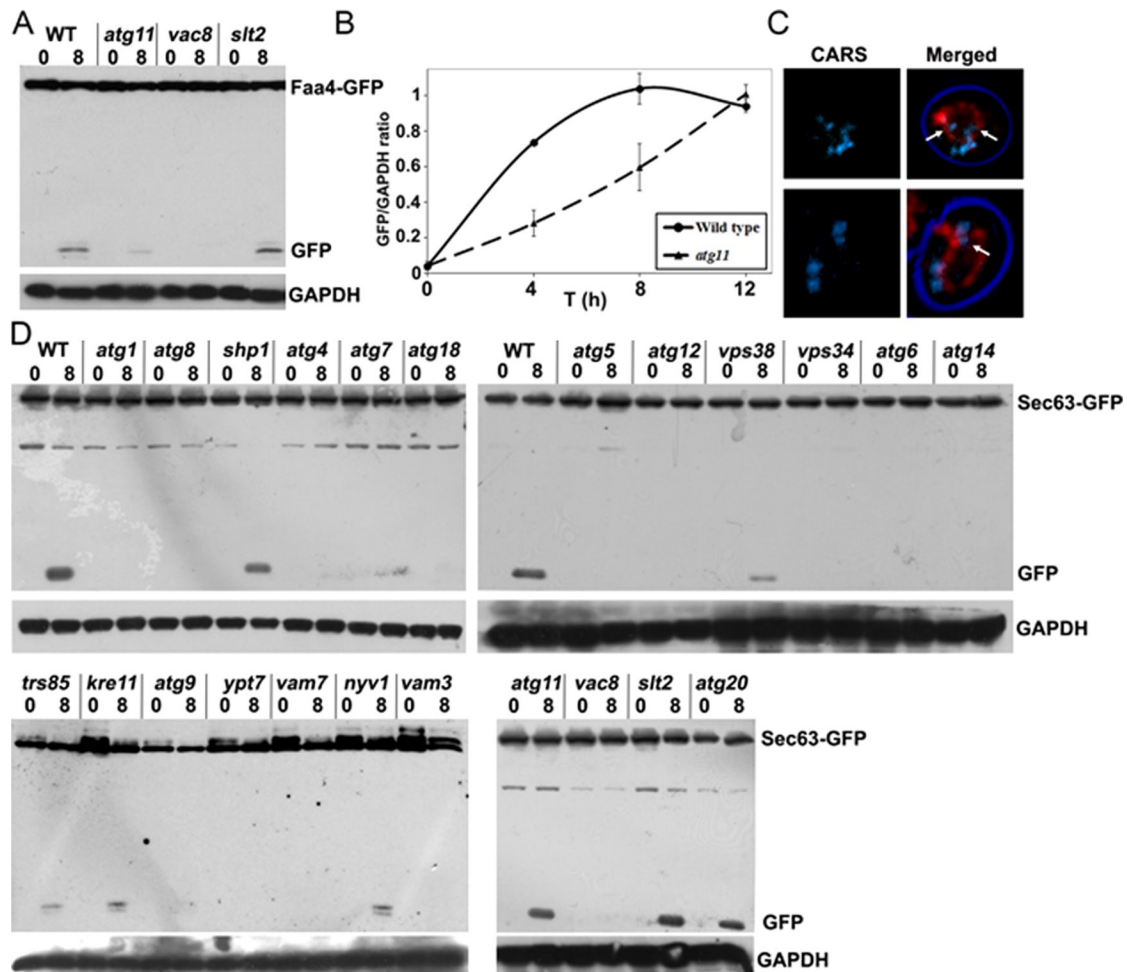 A
WT atg11 vac8 slt2
0 8 0 8 0 8 0 8
Faa4-GFP
GFP
GAPDH
B
GFP/GAPDH ratio
1
0.8
0.6
0.4
0.2
0
0 4 8 12
T (h)
Wild type
atg11
C
CARS Merged
D
WT atg1 atg8 shp1 atg4 atg7 atg18
0 8 0 8 0 8 0 8 0 8 0 8 0 8
WT atg5 atg12 vps38 vps34 atg6 atg14
0 8 0 8 0 8 0 8 0 8 0 8 0 8
Sec63-GFP
GFP
GAPDH
trs85 kre11 atg9 ypt7 vam7 nyv1 vam3
0 8 0 8 0 8 0 8 0 8 0 8 0 8
atg11 vac8 slt2 atg20
0 8 0 8 0 8 0 8
Sec63-GFP
GFP
GAPDH